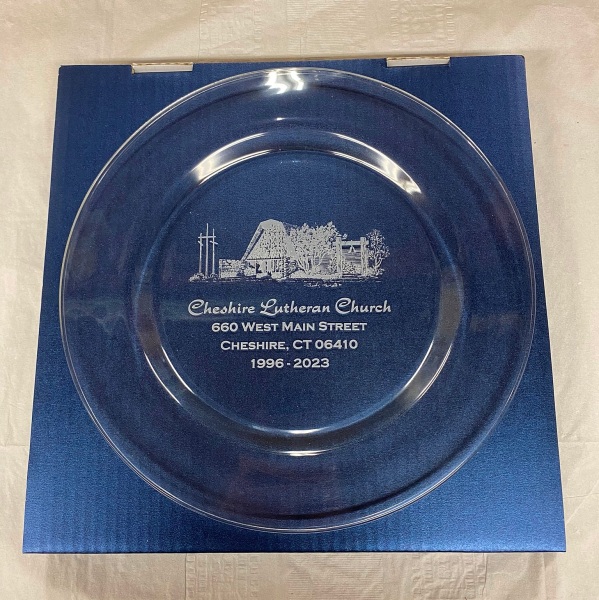 Cheshire Lutheran Church
660 West Main Street
Cheshire, CT 06410
1996 - 2023